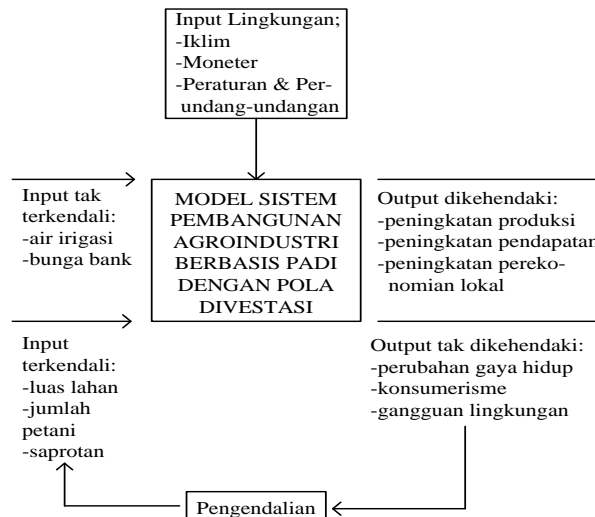 Input Lingkungan;
-Iklim
-Moneter
-Peraturan & Per-
undang-undangan
Input tak
terkendali:
-air irigasi
-bunga bank
MODEL SISTEM
PEMBANGUNAN
AGROINDUSTRI
BERBASIS PADI
DENGAN POLA
DIVESTASI
Output dikehendaki:
-peningkatan produksi
-peningkatan pendapatan
-peningkatan pereko-
nomian lokal
Input
terkendali:
-luas lahan
-jumlah
petani
-saprotan
Output tak dikehendaki:
-perubahan gaya hidup
-konsumerisme
-gangguan lingkungan
Pengendalian